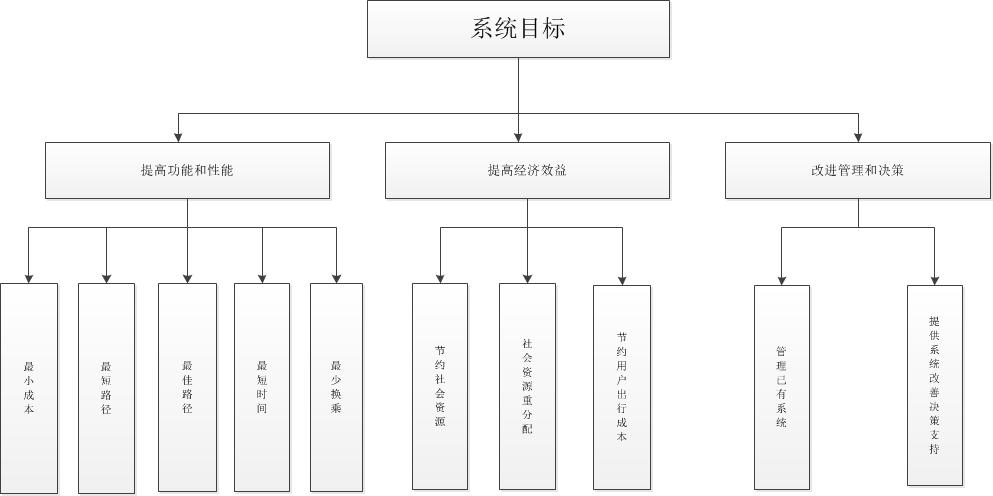 系统目标
提高功能和性能
提高经济效益
改进管理和决策
最小成本
最短路径
最佳路径
最短时间
最少换乘
节约社会资源
社会资源重分配
节约用户出行成本
管理已有系统
提供系统改善决策支持